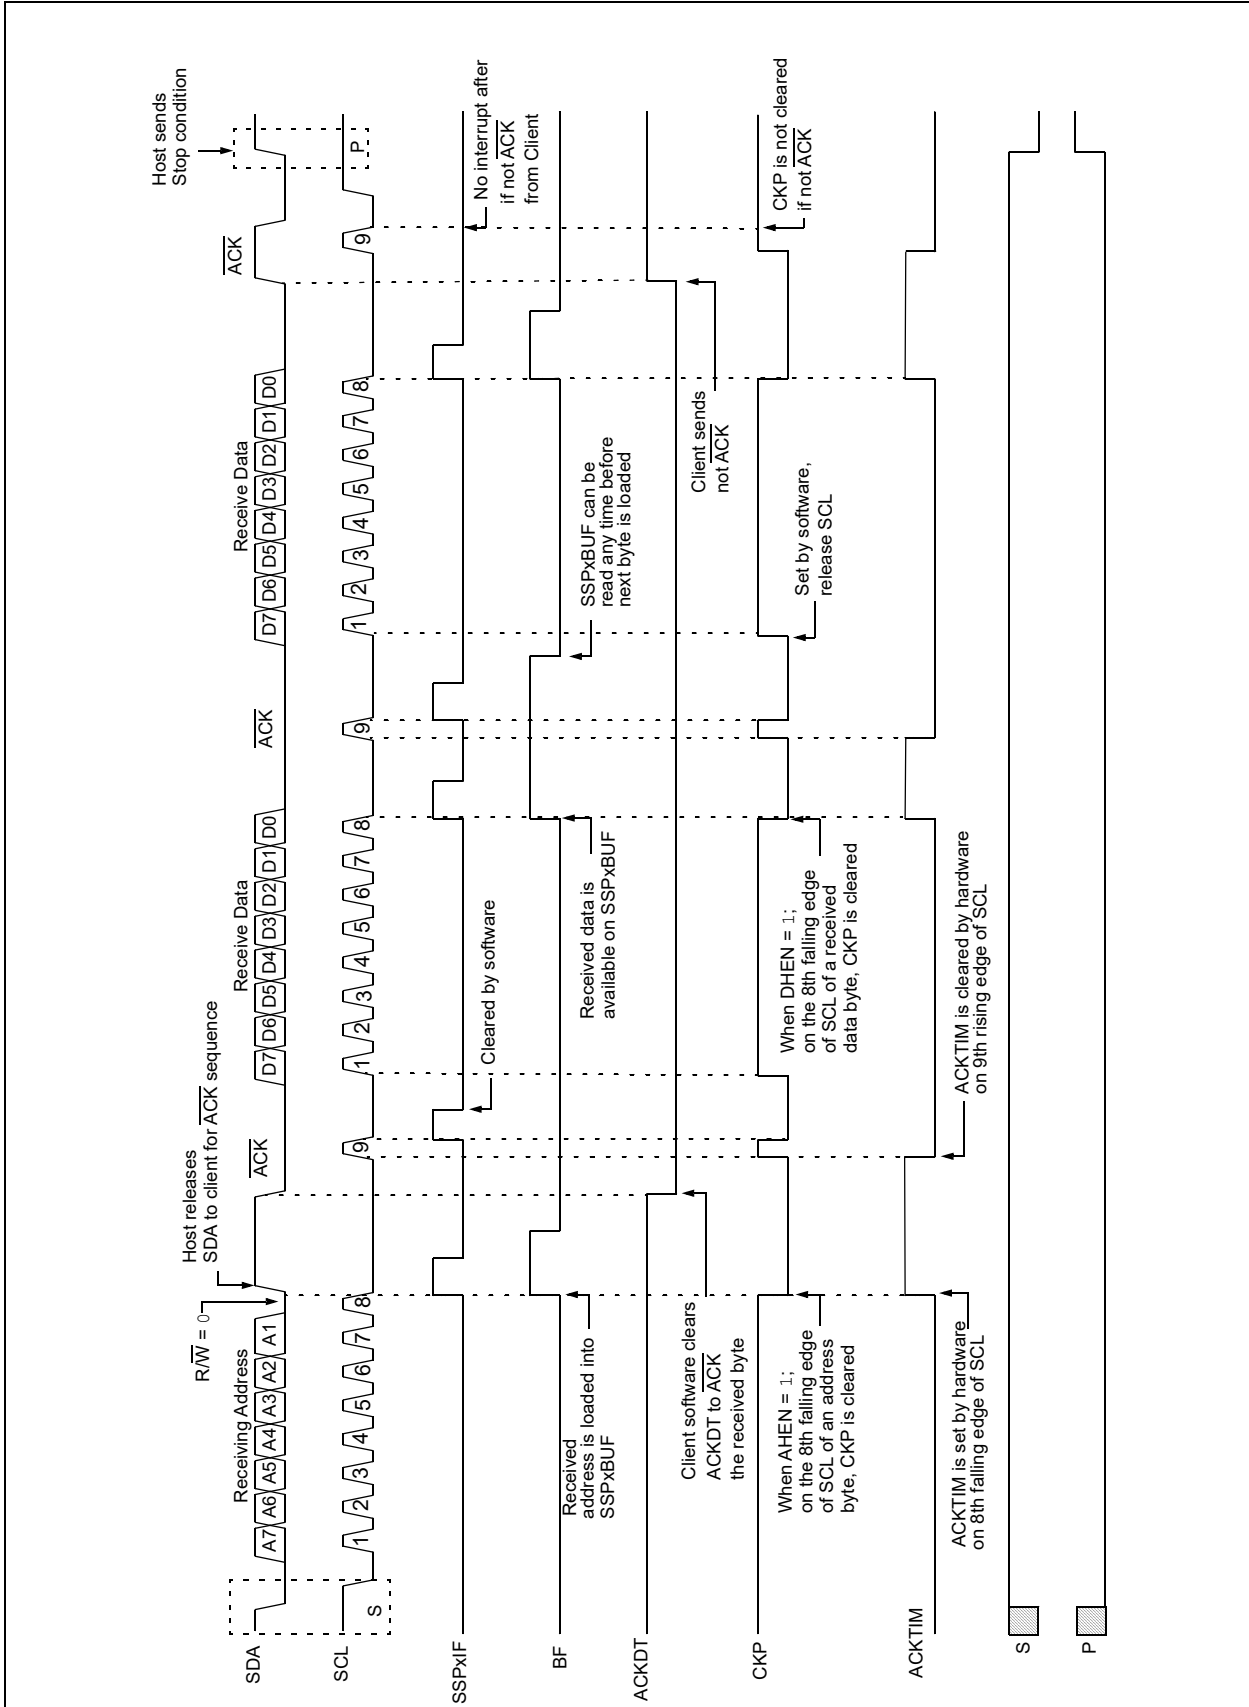 Host sends
Stop condition
Host releases
SDA to client for ACK sequence
R/W = 0
Receiving Address
ACK
Receive Data
ACK
Receive Data
ACK
SDA
A7 A6 A5 A4 A3 A2 A1
D7 D6 D5 D4 D3 D2 D1 D0
D7 D6 D5 D4 D3 D2 D1 D0
SCL
S
1 2 3 4 5 6 7 8 9
1 2 3 4 5 6 7 8 9
1 2 3 4 5 6 7 8 9
P
SSPxIF
Cleared by software
No interrupt after
if not ACK
from Client
BF
Received
address is loaded into
SSPxBUF
Received data is
available on SSPxBUF
SSPxBUF can be
read any time before
next byte is loaded
ACKDT
Client software clears
ACKDT to ACK
the received byte
Client sends
not ACK
CKP
When AHEN = 1;
on the 8th falling edge
of SCL of an address
byte, CKP is cleared
When DHEN = 1;
on the 8th falling edge
of SCL of a received
data byte, CKP is cleared
Set by software,
release SCL
CKP is not cleared
if not ACK
ACKTIM
ACKTIM is set by hardware
on 8th falling edge of SCL
ACKTIM is cleared by hardware
on 9th rising edge of SCL
S
P